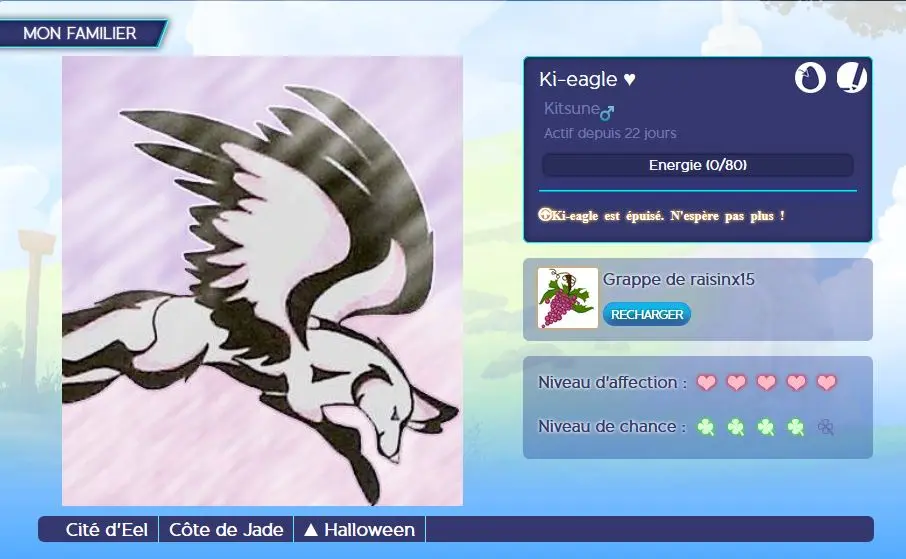 MON FAMILIER
Ki-eagle ♥
Kitsune♂
Actif depuis 22 jours
Energie (0/80)
Ki-eagle est épuisé. N'espère pas plus !
Grappe de raisinx15
RECHARGER
Niveau d'affection :
Niveau de chance :
Cité d'Eel
Côte de Jade
▲ Halloween